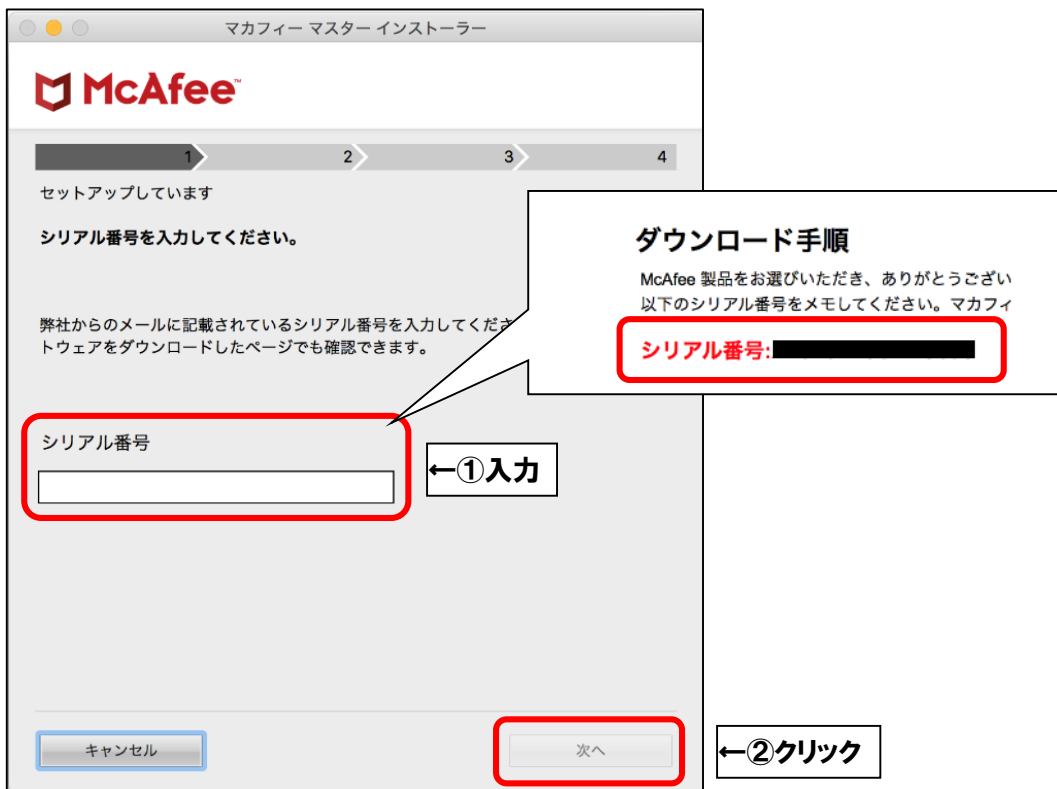 マカフィー マスター インストーラー
McAfee™
1 2 3 4
セットアップしています
シリアル番号を入力してください。
弊社からのメールに記載されているシリアル番号を入力してくださ
トウェアをダウンロードしたページでも確認できます。
ダウンロード手順
McAfee 製品をお選びいただき、ありがとうござい
以下のシリアル番号をメモしてください。マカフィ
シリアル番号:
シリアル番号
←①入力
キャンセル
次へ
←②クリック